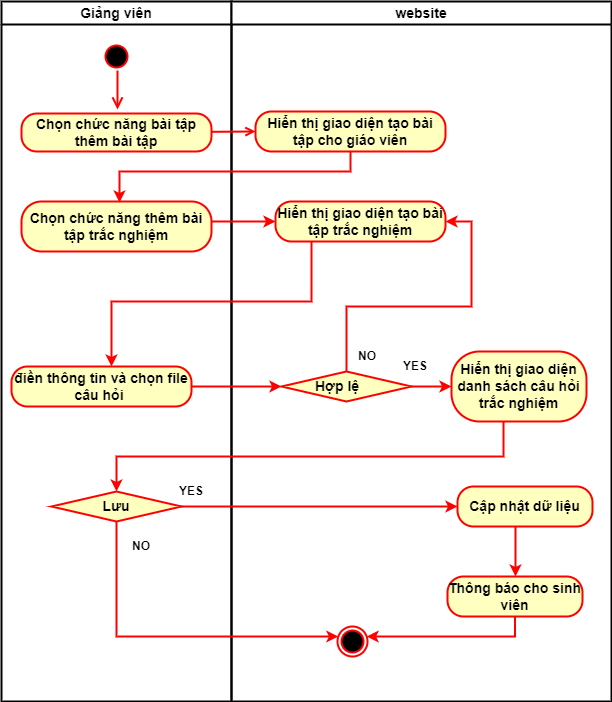 Giảng viên
website
Chọn chức năng bài tập
thêm bài tập
Hiển thị giao diện tạo bài
tập cho giáo viên
Chọn chức năng thêm bài
tập trắc nghiệm
Hiển thị giao diện tạo bài
tập trắc nghiệm
điền thông tin và chọn file
câu hỏi
Hợp lệ
NO
YES
Hiển thị giao diện
danh sách câu hỏi
trắc nghiệm
Lưu
YES
NO
Cập nhật dữ liệu
Thông báo cho sinh
viên